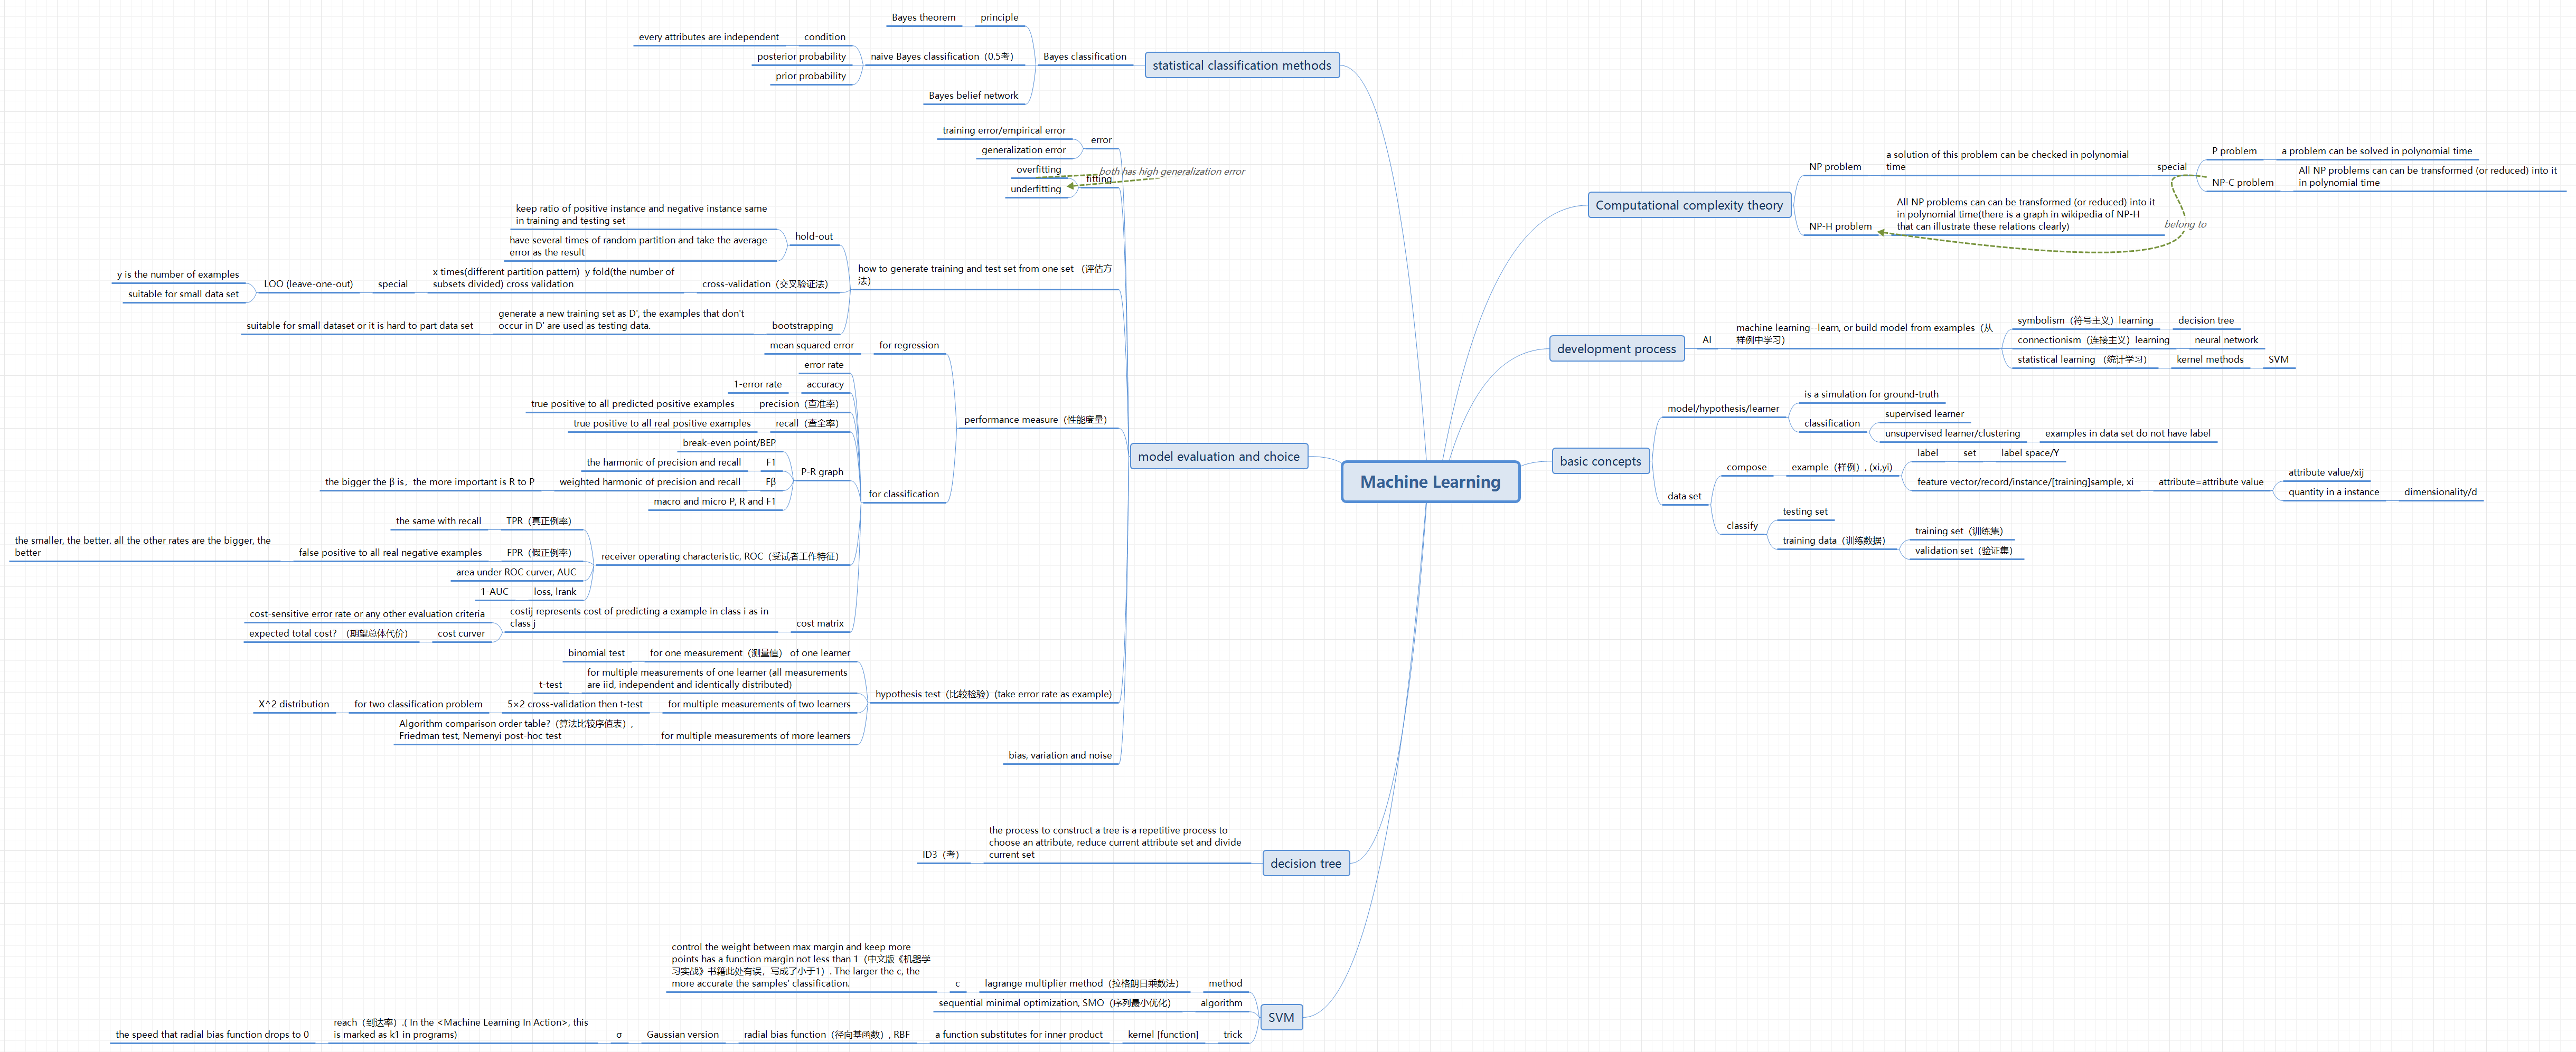 Machine Learning
statistical classification methods
Bayes classification
principle
Bayes theorem
naive Bayes classification（0.5考）
condition
every attributes are independent
posterior probability
prior probability
Bayes belief network
model evaluation and choice
error
training error/empirical error
generalization error
fitting
overfitting
underfitting
both has high generalization error
how to generate training and test set from one set （评估方
法）
hold-out
keep ratio of positive instance and negative instance same
in training and testing set
have several times of random partition and take the average
error as the result
cross-validation（交叉验证法）
x times(different partition pattern)  y fold(the number of
subsets divided) cross validation
special
LOO (leave-one-out)
y is the number of examples
suitable for small data set
bootstrapping
generate a new training set as D', the examples that don't
occur in D' are used as testing data.
suitable for small dataset or it is hard to part data set
performance measure（性能度量）
for regression
mean squared error
for classification
error rate
accuracy
1-error rate
precision（查准率）
true positive to all predicted positive examples
recall（查全率）
true positive to all real positive examples
P-R graph
break-even point/BEP
F1
the harmonic of precision and recall
Fβ
weighted harmonic of precision and recall
the bigger the β is，the more important is R to P
macro and micro P, R and F1
receiver operating characteristic, ROC（受试者工作特征）
TPR（真正例率）
the same with recall
FPR（假正例率）
false positive to all real negative examples
the smaller, the better. all the other rates are the bigger, the
better
area under ROC curver, AUC
loss, lrank
1-AUC
cost matrix
costij represents cost of predicting a example in class i as in
class j
cost-sensitive error rate or any other evaluation criteria
cost curver
expected total cost? （期望总体代价）
hypothesis test（比较检验）(take error rate as example)
for one measurement（测量值） of one learner
binomial test
for multiple measurements of one learner (all measurements
are iid, independent and identically distributed)
t-test
for multiple measurements of two learners
5×2 cross-validation then t-test
for two classification problem
X^2 distribution
for multiple measurements of more learners
Algorithm comparison order table?（算法比较序值表）,
Friedman test, Nemenyi post-hoc test
bias, variation and noise
decision tree
the process to construct a tree is a repetitive process to
choose an attribute, reduce current attribute set and divide
current set
ID3（考）
SVM
method
lagrange multiplier method（拉格朗日乘数法）
c
control the weight between max margin and keep more
points has a function margin not less than 1（中文版《机器学
习实战》书籍此处有误，写成了小于1）. The larger the c, the
more accurate the samples' classification.
algorithm
sequential minimal optimization, SMO（序列最小优化）
trick
kernel [function]
a function substitutes for inner product
radial bias function（径向基函数）, RBF
Gaussian version
σ
reach（到达率）.( In the <Machine Learning In Action>, this
is marked as k1 in programs)
the speed that radial bias function drops to 0
Computational complexity theory
NP problem
a solution of this problem can be checked in polynomial
time
special
P problem
a problem can be solved in polynomial time
NP-C problem
All NP problems can can be transformed (or reduced) into it
in polynomial time
NP-H problem
All NP problems can can be transformed (or reduced) into it
in polynomial time(there is a graph in wikipedia of NP-H
that can illustrate these relations clearly)
belong to
development process
AI
machine learning--learn, or build model from examples（从
样例中学习）
symbolism（符号主义）learning
decision tree
connectionism（连接主义）learning
neural network
statistical learning （统计学习）
kernel methods
SVM
basic concepts
model/hypothesis/learner
is a simulation for ground-truth
classification
supervised learner
unsupervised learner/clustering
examples in data set do not have label
data set
compose
example（样例）, (xi,yi)
label
set
label space/Y
feature vector/record/instance/[training]sample, xi
attribute=attribute value
attribute value/xij
quantity in a instance
dimensionality/d
classify
testing set
training data（训练数据）
training set（训练集）
validation set（验证集）